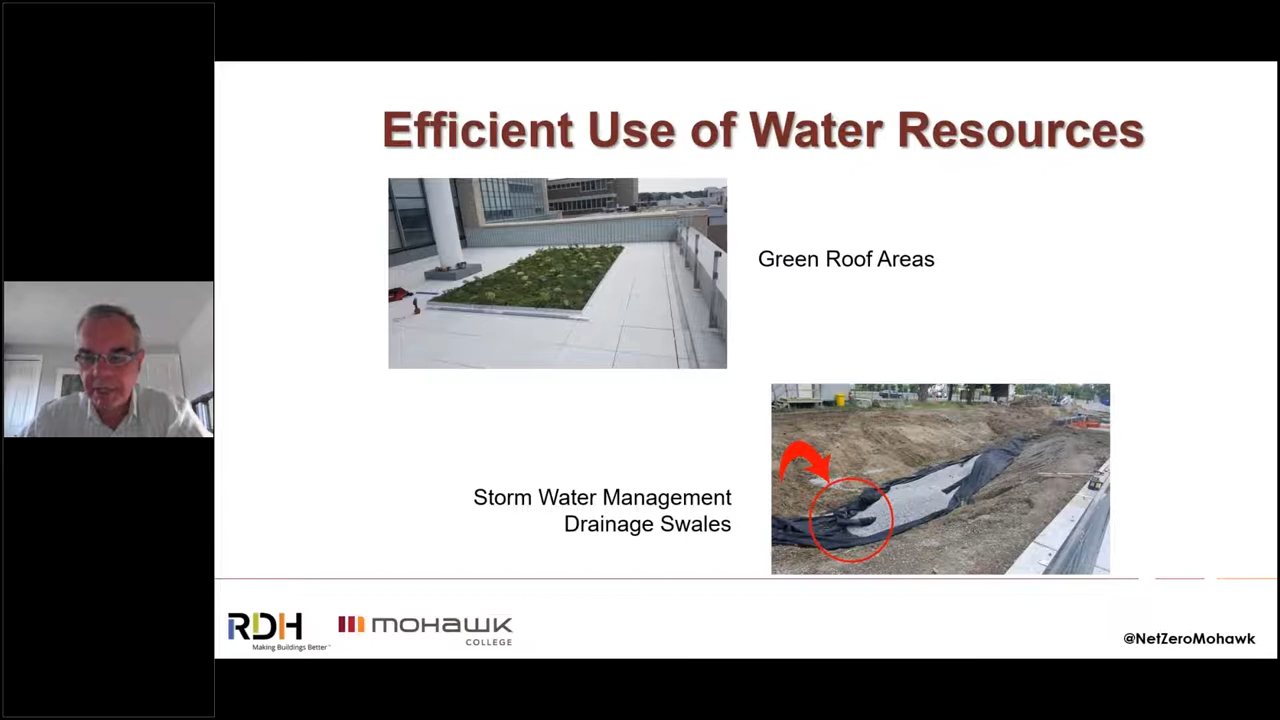 Efficient Use of Water Resources
Green Roof Areas
Storm Water Management
Drainage Swales
RDH
Making Buildings Better™
mohawk
COLLEGE
@NetZeroMohawk